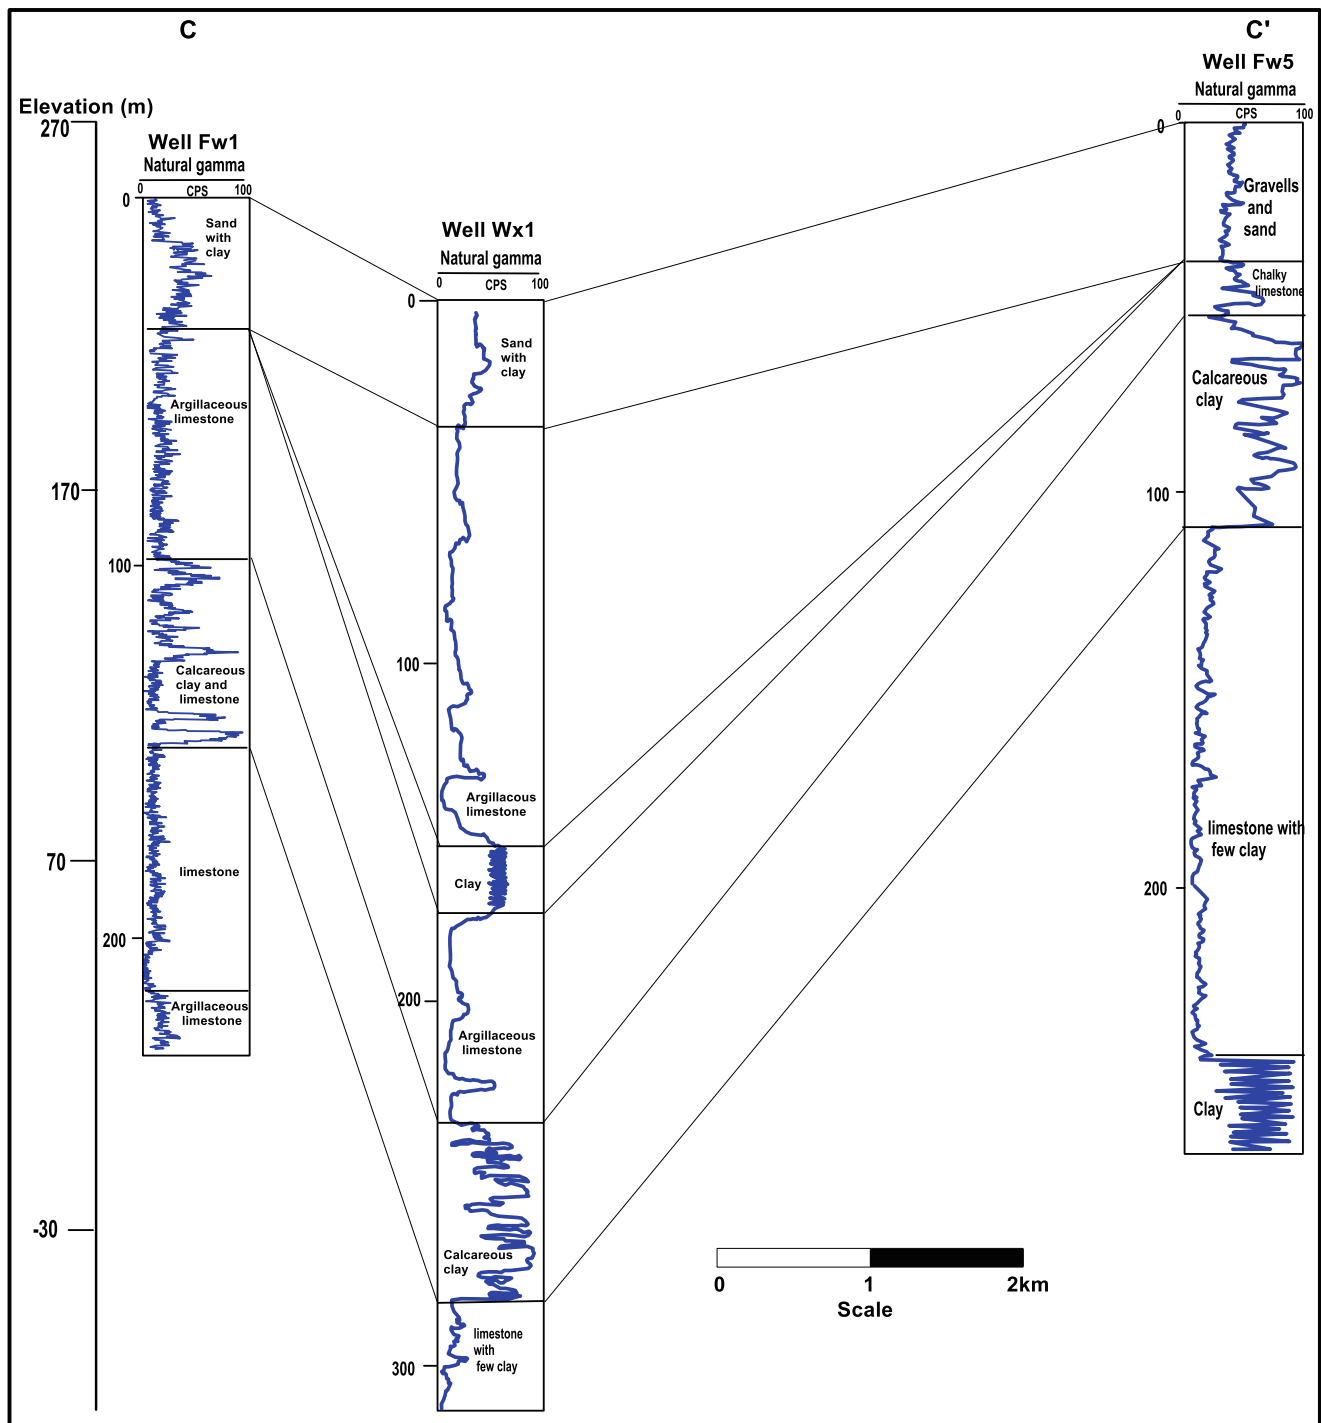 C
C'
Elevation (m)
270
170
70
-30
Well Fw1
Natural gamma
0
CPS
100
0
Sand
with
clay
Argillaceous
limestone
100
Calcareous
clay and
limestone
limestone
200
Argillaceous
limestone
Well Wx1
Natural gamma
0
CPS
100
0
Sand
with
clay
100
Argillacous
limestone
Clay
200
Argillaceous
limestone
Calcareous
clay
limestone
with
few clay
300
Well Fw5
Natural gamma
0
CPS
100
0
Gravells
and
sand
Chalky
limestone
Calcareous
clay
100
limestone with
few clay
200
Clay
0
1
2km
Scale